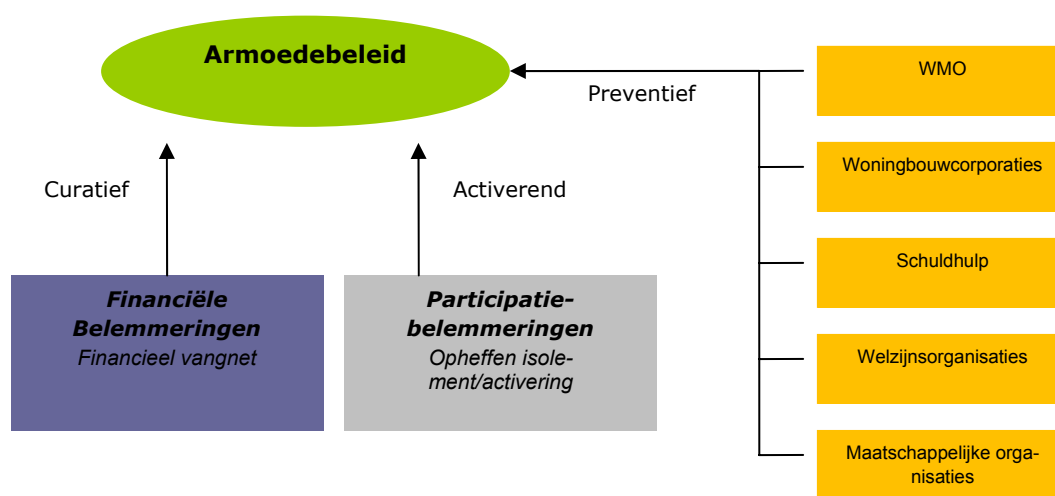 Armoedebeleid
WMO
Preventief
Woningbouwcorporaties
Curatief
Activerend
Schuldhulp
Financiële
Belemmeringen
Financieel vangnet
Participatie-
belemmeringen
Opheffen isole-
ment/activering
Welzijnsorganisaties
Maatschappelijke orga-
nisaties